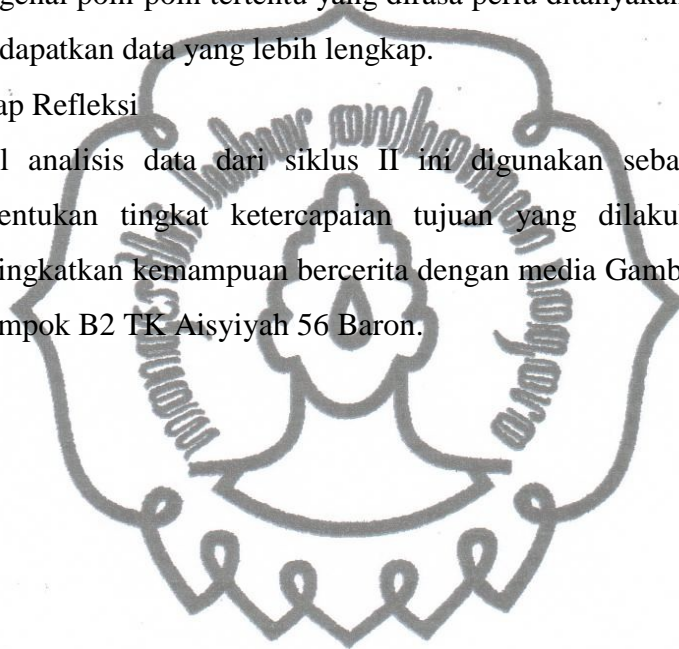 genai poin-poin tertentu yang dirasa perlu ditanyakan
dapatkan data yang lebih lengkap.
ap Refleksi
l analisis data dari siklus II ini digunakan seba
entukan tingkat ketercapaian tujuan yang dilaku
ingkatkan kemampuan bercerita dengan media Gamb
mpok B2 TK Aisyiyah 56 Baron.